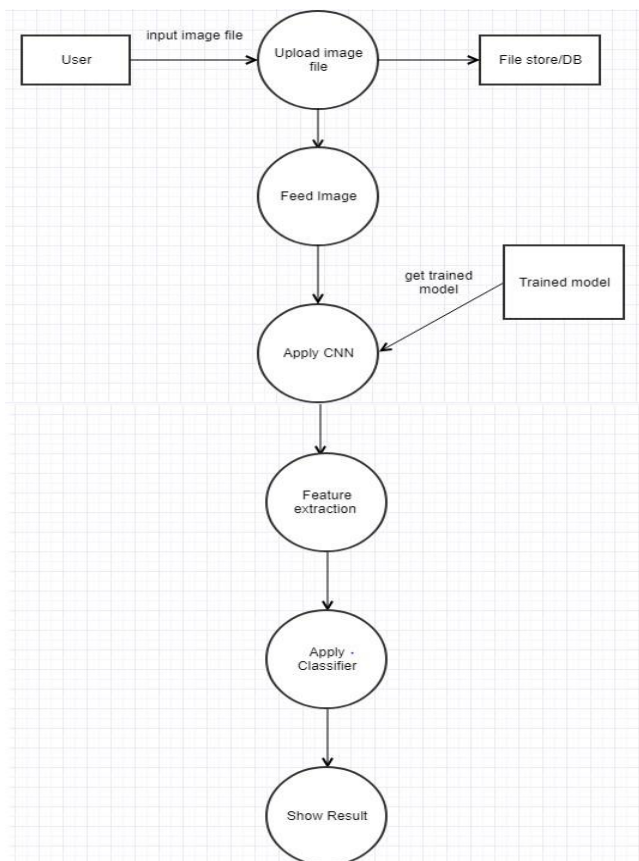 input image file
User
Upload image
file
File store/DB
Feed Image
get trained
model
Trained model
Apply CNN
Feature
extraction
Apply
Classifier
Show Result